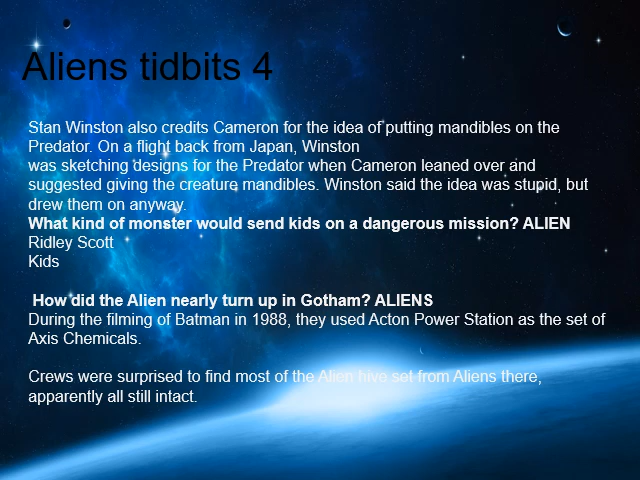 Aliens tidbits 4
Stan Winston also credits Cameron for the idea of putting mandibles on the
Predator. On a flight back from Japan, Winston
was sketching designs for the Predator when Cameron leaned over and
suggested giving the creature mandibles. Winston said the idea was stupid, but
drew them on anyway.
What kind of monster would send kids on a dangerous mission? ALIEN
Ridley Scott
Kids
How did the Alien nearly turn up in Gotham? ALIENS
During the filming of Batman in 1988, they used Acton Power Station as the set of
Axis Chemicals.
Crews were surprised to find most of the Alien hive set from Aliens there,
apparently all still intact.